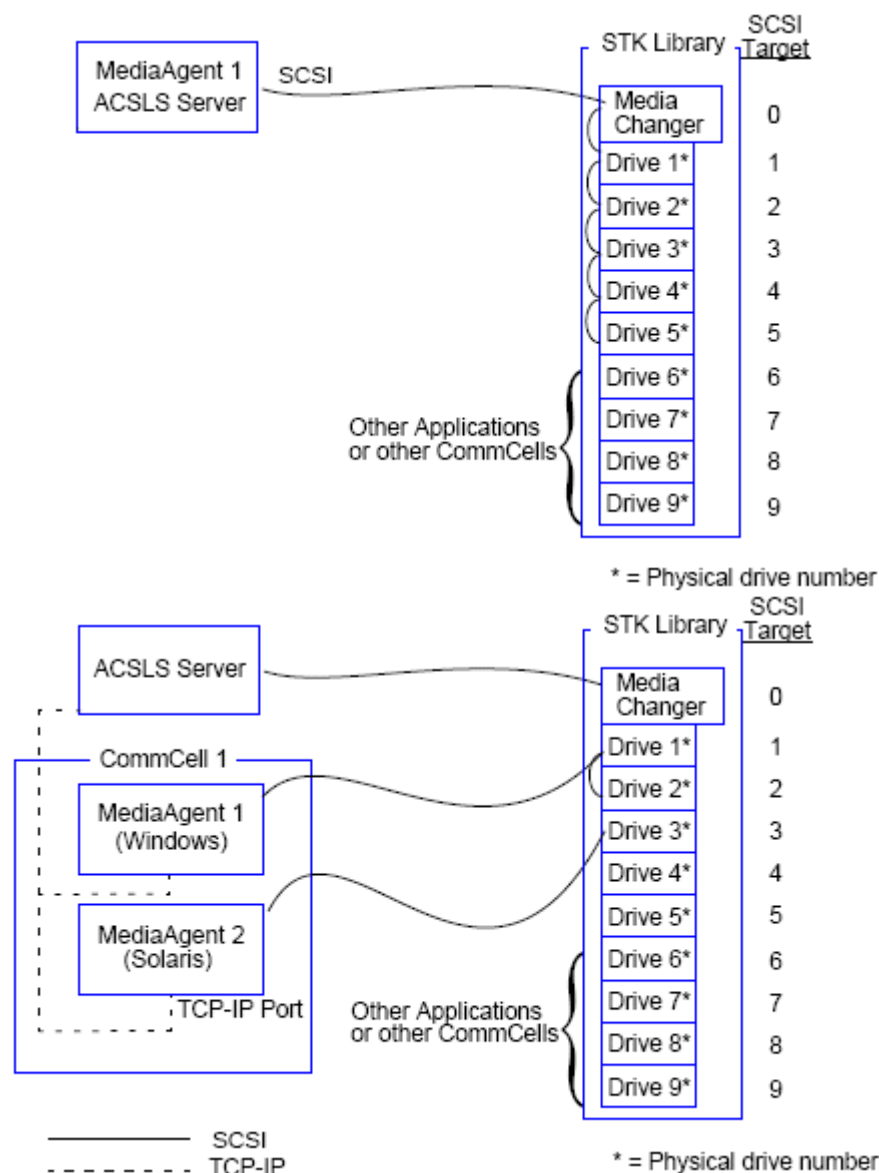 SCSI
Target
STK Library
MediaAgent 1
ACSLS Server
SCSI
Media
Changer
0
Drive 1*
1
Drive 2*
2
Drive 3*
3
Drive 4*
4
Drive 5*
5
Drive 6*
6
Drive 7*
7
Drive 8*
8
Drive 9*
9
Other Applications
or other CommCells
* = Physical drive number
SCSI
Target
STK Library
ACSLS Server
Media
Changer
0
CommCell 1
MediaAgent 1
(Windows)
MediaAgent 2
(Solaris)
TCP-IP Port
Drive 1*
1
Drive 2*
2
Drive 3*
3
Drive 4*
4
Drive 5*
5
Drive 6*
6
Drive 7*
7
Drive 8*
8
Drive 9*
9
Other Applications
or other CommCells
SCSI
TCP-IP
* = Physical drive number